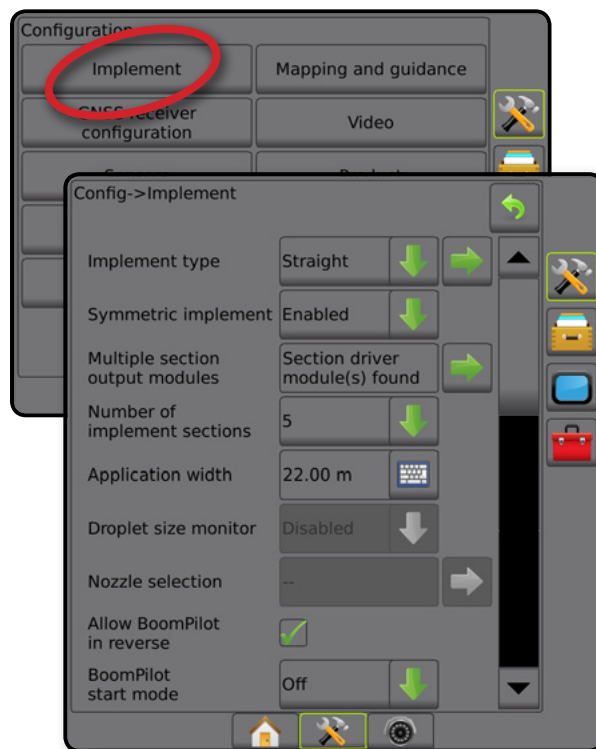 Configuration
Implement
Mapping and guidance
GNSS receiver
configuration
Video
Config->Implement
Implement type
Straight
Symmetric implement
Enabled
Multiple section
output modules
Section driver
module(s) found
Number of
implement sections
5
Application width
22.00 m
Droplet size monitor
Disabled
Nozzle selection
--
Allow BoomPilot
in reverse
BoomPilot
start mode
Off